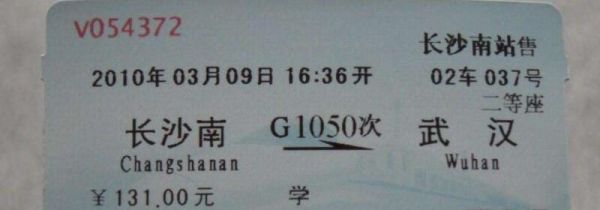 V054372
长沙南站售
2010年03月09日 16:36开 02车 037号
二等座
长沙南 G1050次 武汉
Changshanan Wuhan
¥131.00元 学